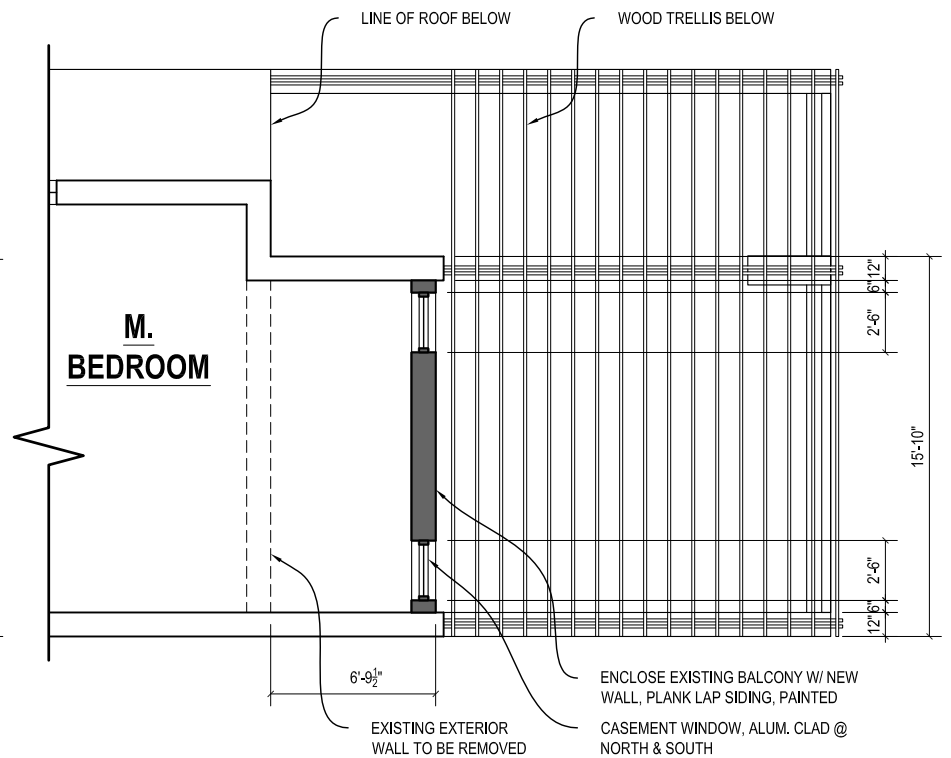 LINE OF ROOF BELOW
WOOD TRELLIS BELOW
M.
BEDROOM
12"
6"
2'-6"
15'-10"
2'-6"
6"
12"
6'-9½"
ENCLOSE EXISTING BALCONY W/ NEW
WALL, PLANK LAP SIDING, PAINTED
EXISTING EXTERIOR
WALL TO BE REMOVED
CASEMENT WINDOW, ALUM. CLAD @
NORTH & SOUTH